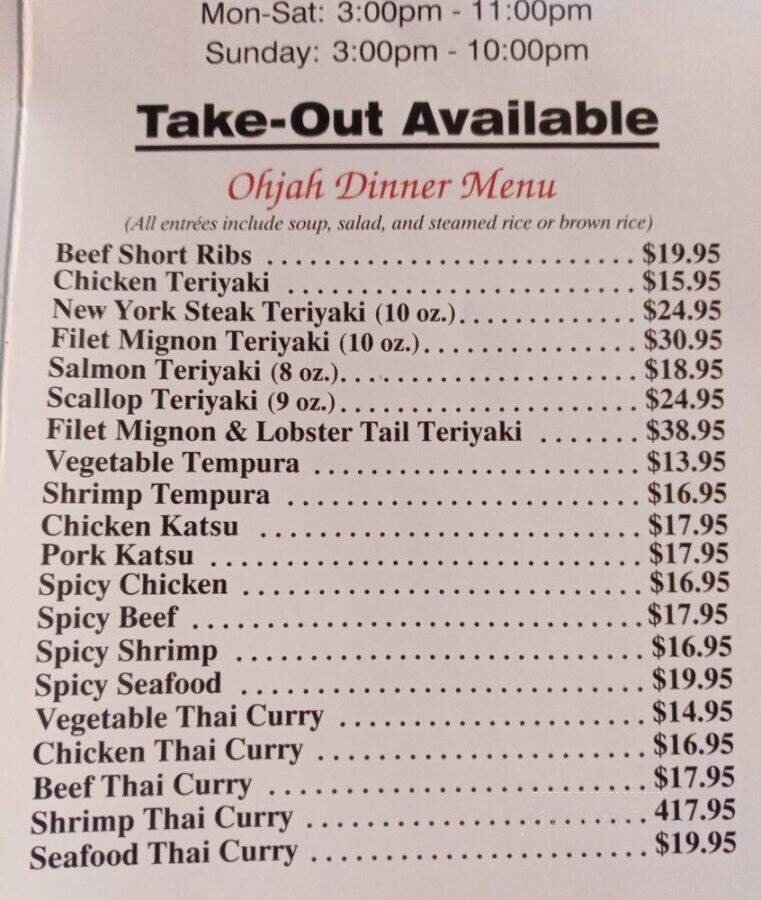 Mon-Sat: 3:00pm - 11:00pm
Sunday: 3:00pm - 10:00pm
Take-Out Available
Ohjah Dinner Menu
(All entrées include soup, salad, and steamed rice or brown rice)
Beef Short Ribs ........................... $19.95
Chicken Teriyaki ......................... $15.95
New York Steak Teriyaki (10 oz.)............. $24.95
Filet Mignon Teriyaki (10 oz.)................ $30.95
Salmon Teriyaki (8 oz.)...................... $18.95
Scallop Teriyaki (9 oz.)...................... $24.95
Filet Mignon & Lobster Tail Teriyaki ....... $38.95
Vegetable Tempura ........................ $13.95
Shrimp Tempura .......................... $16.95
Chicken Katsu ............................ $17.95
Pork Katsu ............................... $17.95
Spicy Chicken ............................. $16.95
Spicy Beef ................................. $17.95
Spicy Shrimp .............................. $16.95
Spicy Seafood .............................. $19.95
Vegetable Thai Curry ....................... $14.95
Chicken Thai Curry ........................ $16.95
Beef Thai Curry ............................ $17.95
Shrimp Thai Curry ......................... 417.95
Seafood Thai Curry ......................... $19.95